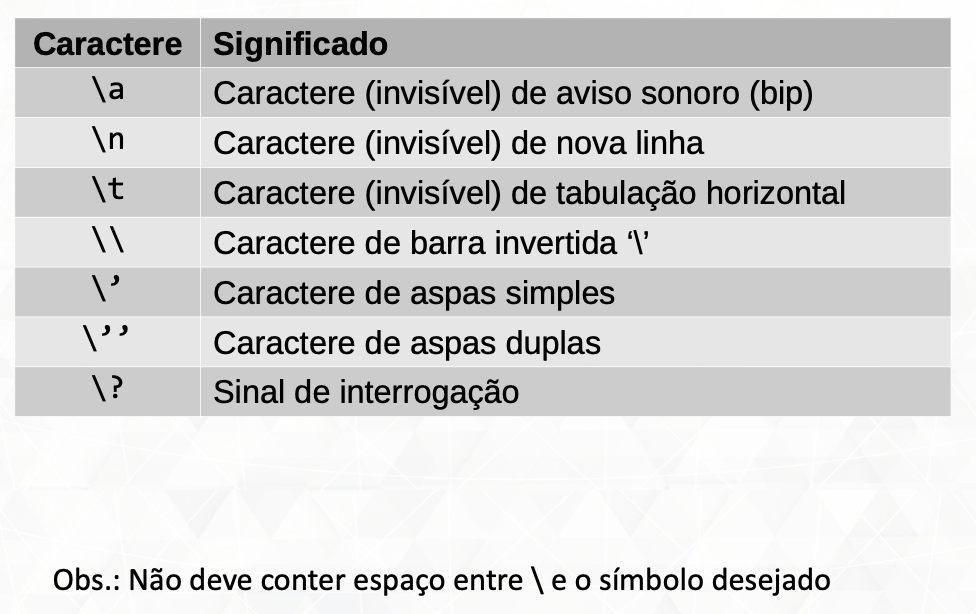 Caractere Significado
\a Caractere (invisível) de aviso sonoro (bip)
\n Caractere (invisível) de nova linha
\t Caractere (invisível) de tabulação horizontal
\\ Caractere de barra invertida ‘\’
\’ Caractere de aspas simples
\’’ Caractere de aspas duplas
\? Sinal de interrogação
Obs.: Não deve conter espaço entre \ e o símbolo desejado